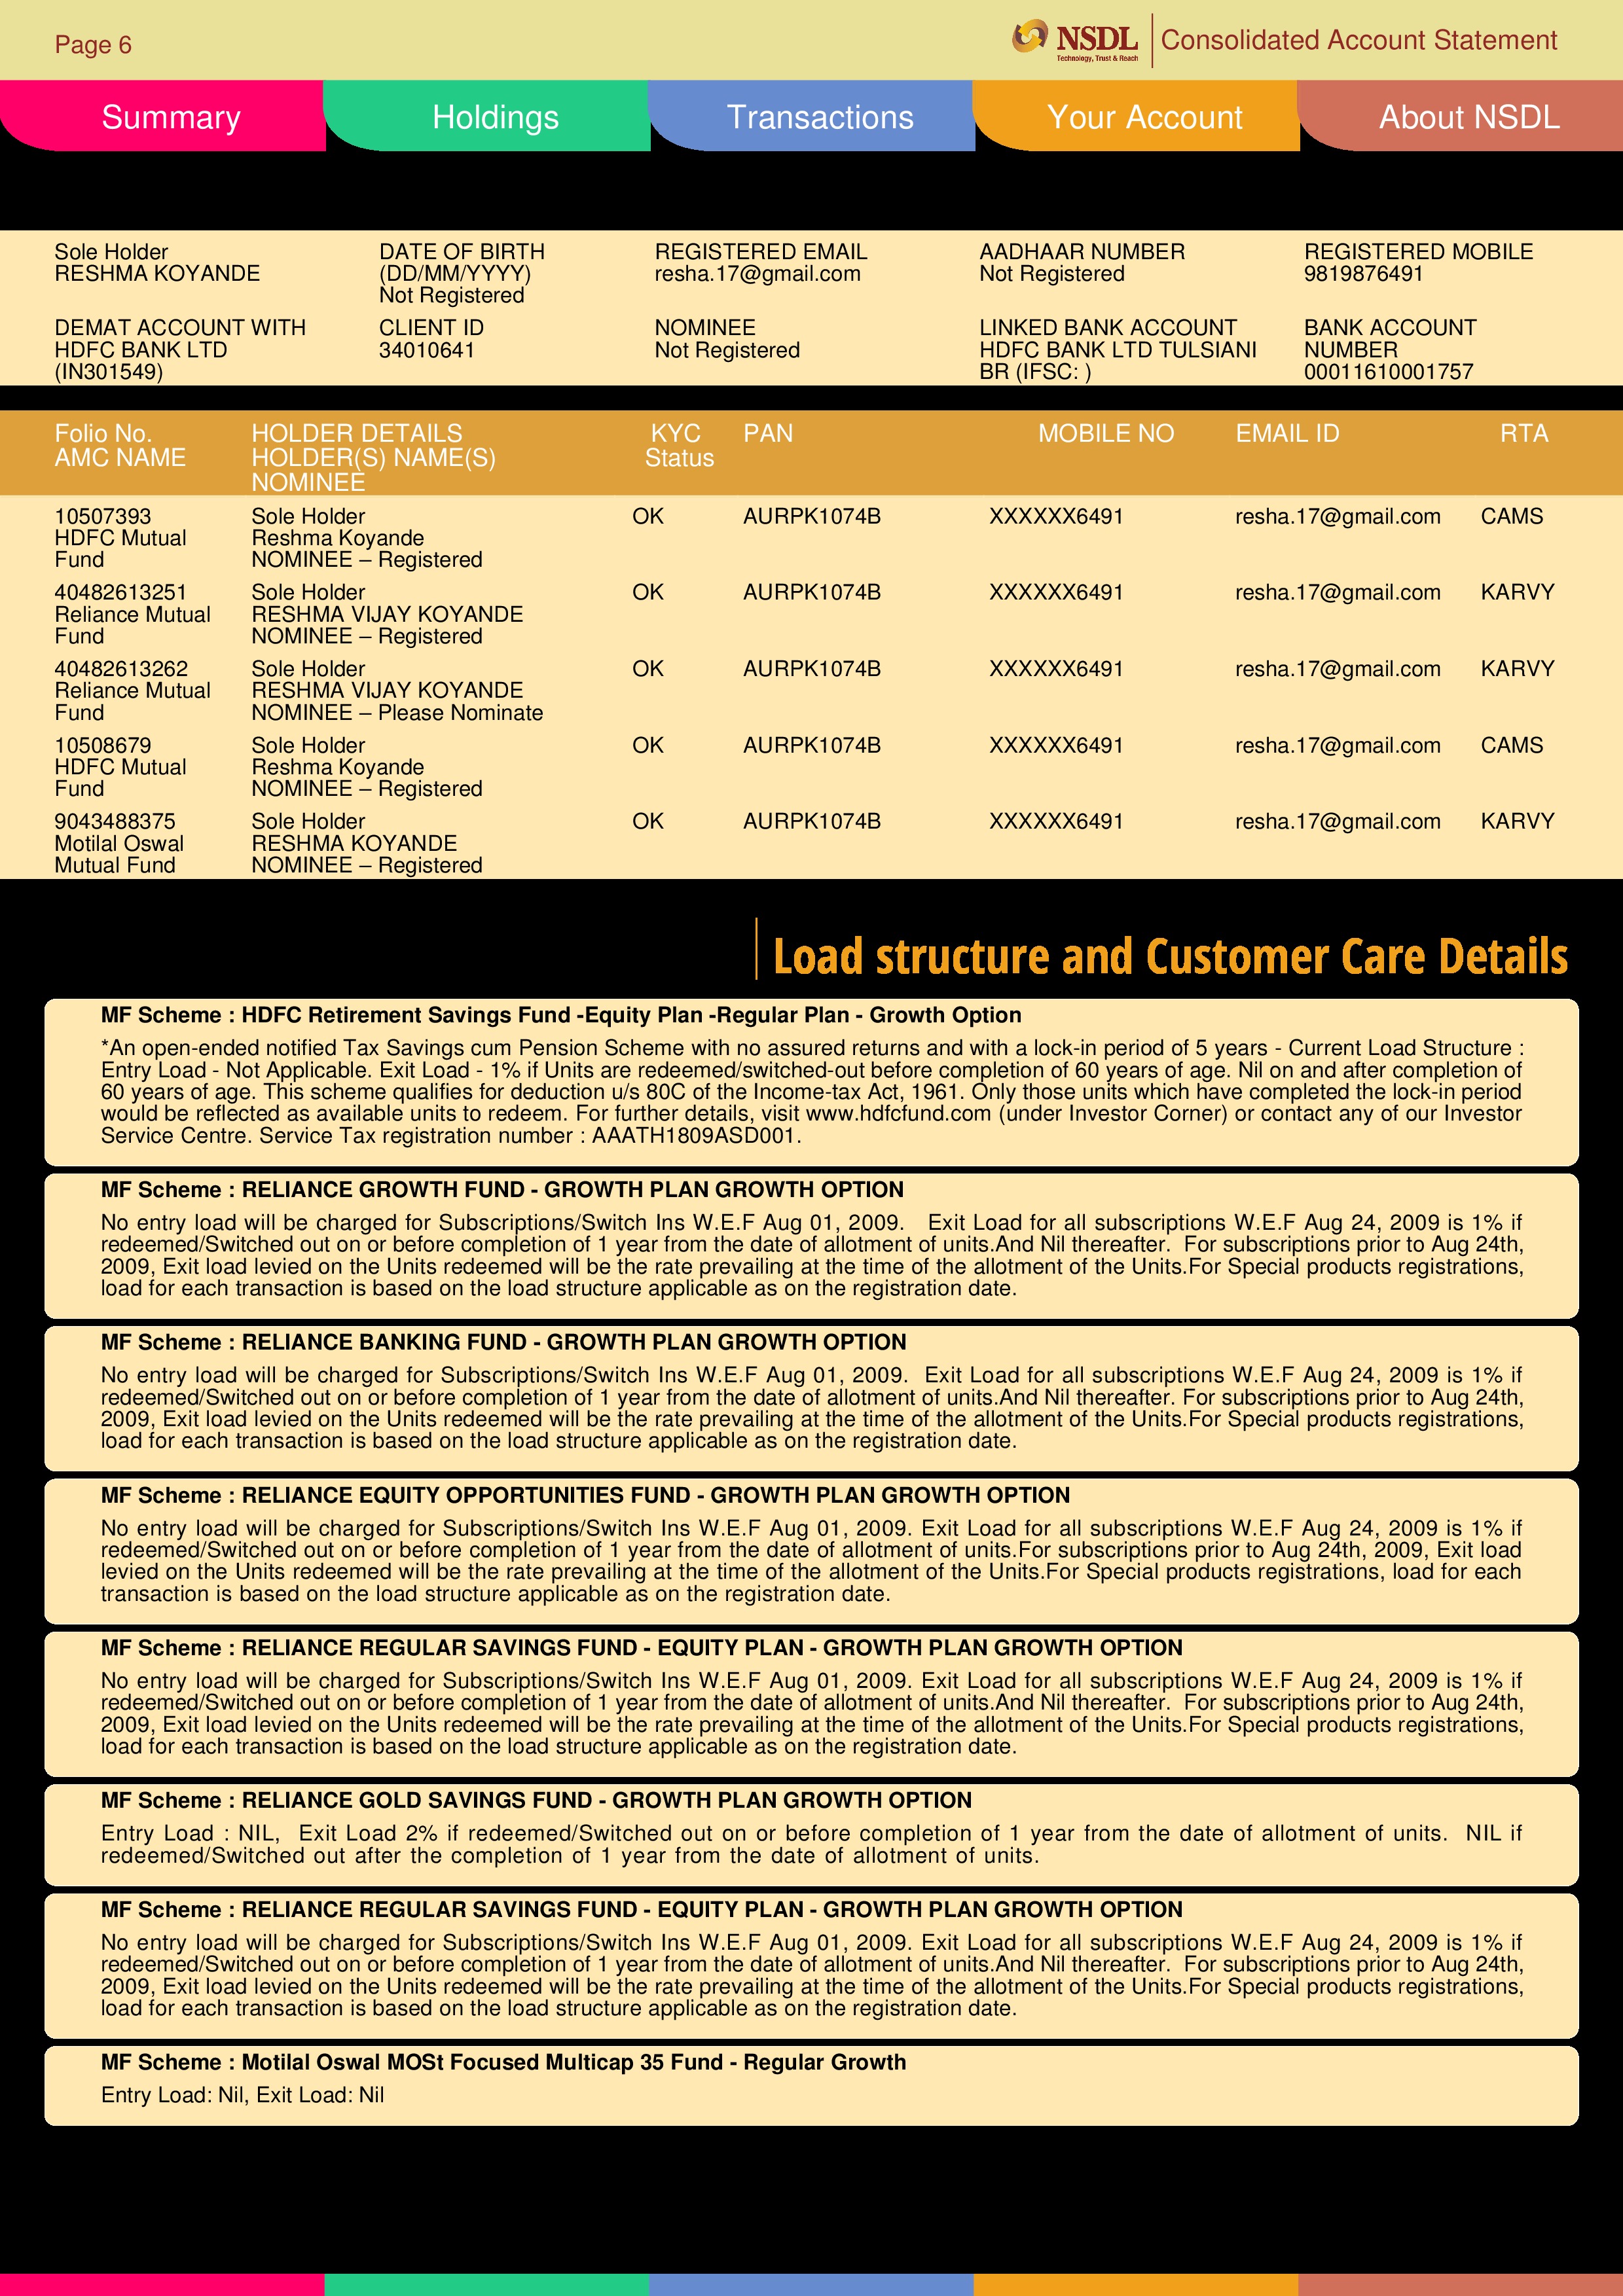 Page 6
NSDL
Technology, Trust & Reach
Consolidated Account Statement
Summary
Holdings
Transactions
Your Account
About NSDL
Sole Holder
RESHMA KOYANDE
DATE OF BIRTH
(DD/MM/YYYY)
Not Registered
REGISTERED EMAIL
resha.17@gmail.com
AADHAAR NUMBER
Not Registered
REGISTERED MOBILE
9819876491
DEMAT ACCOUNT WITH
HDFC BANK LTD
(IN301549)
CLIENT ID
34010641
NOMINEE
Not Registered
LINKED BANK ACCOUNT
HDFC BANK LTD TULSIANI
BR (IFSC: )
BANK ACCOUNT
NUMBER
00011610001757
Folio No.
AMC NAME
HOLDER DETAILS
HOLDER(S) NAME(S)
NOMINEE
KYC
Status
PAN
MOBILE NO
EMAIL ID
RTA
10507393
HDFC Mutual
Fund
Sole Holder
Reshma Koyande
NOMINEE – Registered
OK
AURPK1074B
XXXXXX6491
resha.17@gmail.com
CAMS
40482613251
Reliance Mutual
Fund
Sole Holder
RESHMA VIJAY KOYANDE
NOMINEE – Registered
OK
AURPK1074B
XXXXXX6491
resha.17@gmail.com
KARVY
40482613262
Reliance Mutual
Fund
Sole Holder
RESHMA VIJAY KOYANDE
NOMINEE – Please Nominate
OK
AURPK1074B
XXXXXX6491
resha.17@gmail.com
KARVY
10508679
HDFC Mutual
Fund
Sole Holder
Reshma Koyande
NOMINEE – Registered
OK
AURPK1074B
XXXXXX6491
resha.17@gmail.com
CAMS
9043488375
Motilal Oswal
Mutual Fund
Sole Holder
RESHMA KOYANDE
NOMINEE – Registered
OK
AURPK1074B
XXXXXX6491
resha.17@gmail.com
KARVY
Load structure and Customer Care Details
MF Scheme : HDFC Retirement Savings Fund -Equity Plan -Regular Plan - Growth Option
*An open-ended notified Tax Savings cum Pension Scheme with no assured returns and with a lock-in period of 5 years - Current Load Structure :
Entry Load - Not Applicable. Exit Load - 1% if Units are redeemed/switched-out before completion of 60 years of age. Nil on and after completion of
60 years of age. This scheme qualifies for deduction u/s 80C of the Income-tax Act, 1961. Only those units which have completed the lock-in period
would be reflected as available units to redeem. For further details, visit www.hdfcfund.com (under Investor Corner) or contact any of our Investor
Service Centre. Service Tax registration number : AAATH1809ASD001.
MF Scheme : RELIANCE GROWTH FUND - GROWTH PLAN GROWTH OPTION
No entry load will be charged for Subscriptions/Switch Ins W.E.F Aug 01, 2009. Exit Load for all subscriptions W.E.F Aug 24, 2009 is 1% if
redeemed/Switched out on or before completion of 1 year from the date of allotment of units.And Nil thereafter. For subscriptions prior to Aug 24th,
2009, Exit load levied on the Units redeemed will be the rate prevailing at the time of the allotment of the Units.For Special products registrations,
load for each transaction is based on the load structure applicable as on the registration date.
MF Scheme : RELIANCE BANKING FUND - GROWTH PLAN GROWTH OPTION
No entry load will be charged for Subscriptions/Switch Ins W.E.F Aug 01, 2009. Exit Load for all subscriptions W.E.F Aug 24, 2009 is 1% if
redeemed/Switched out on or before completion of 1 year from the date of allotment of units.And Nil thereafter. For subscriptions prior to Aug 24th,
2009, Exit load levied on the Units redeemed will be the rate prevailing at the time of the allotment of the Units.For Special products registrations,
load for each transaction is based on the load structure applicable as on the registration date.
MF Scheme : RELIANCE EQUITY OPPORTUNITIES FUND - GROWTH PLAN GROWTH OPTION
No entry load will be charged for Subscriptions/Switch Ins W.E.F Aug 01, 2009. Exit Load for all subscriptions W.E.F Aug 24, 2009 is 1% if
redeemed/Switched out on or before completion of 1 year from the date of allotment of units.For subscriptions prior to Aug 24th, 2009, Exit load
levied on the Units redeemed will be the rate prevailing at the time of the allotment of the Units.For Special products registrations, load for each
transaction is based on the load structure applicable as on the registration date.
MF Scheme : RELIANCE REGULAR SAVINGS FUND - EQUITY PLAN - GROWTH PLAN GROWTH OPTION
No entry load will be charged for Subscriptions/Switch Ins W.E.F Aug 01, 2009. Exit Load for all subscriptions W.E.F Aug 24, 2009 is 1% if
redeemed/Switched out on or before completion of 1 year from the date of allotment of units.And Nil thereafter. For subscriptions prior to Aug 24th,
2009, Exit load levied on the Units redeemed will be the rate prevailing at the time of the allotment of the Units.For Special products registrations,
load for each transaction is based on the load structure applicable as on the registration date.
MF Scheme : RELIANCE GOLD SAVINGS FUND - GROWTH PLAN GROWTH OPTION
Entry Load : NIL, Exit Load 2% if redeemed/Switched out on or before completion of 1 year from the date of allotment of units. NIL if
redeemed/Switched out after the completion of 1 year from the date of allotment of units.
MF Scheme : RELIANCE REGULAR SAVINGS FUND - EQUITY PLAN - GROWTH PLAN GROWTH OPTION
No entry load will be charged for Subscriptions/Switch Ins W.E.F Aug 01, 2009. Exit Load for all subscriptions W.E.F Aug 24, 2009 is 1% if
redeemed/Switched out on or before completion of 1 year from the date of allotment of units.And Nil thereafter. For subscriptions prior to Aug 24th,
2009, Exit load levied on the Units redeemed will be the rate prevailing at the time of the allotment of the Units.For Special products registrations,
load for each transaction is based on the load structure applicable as on the registration date.
MF Scheme : Motilal Oswal MOSt Focused Multicap 35 Fund - Regular Growth
Entry Load: Nil, Exit Load: Nil